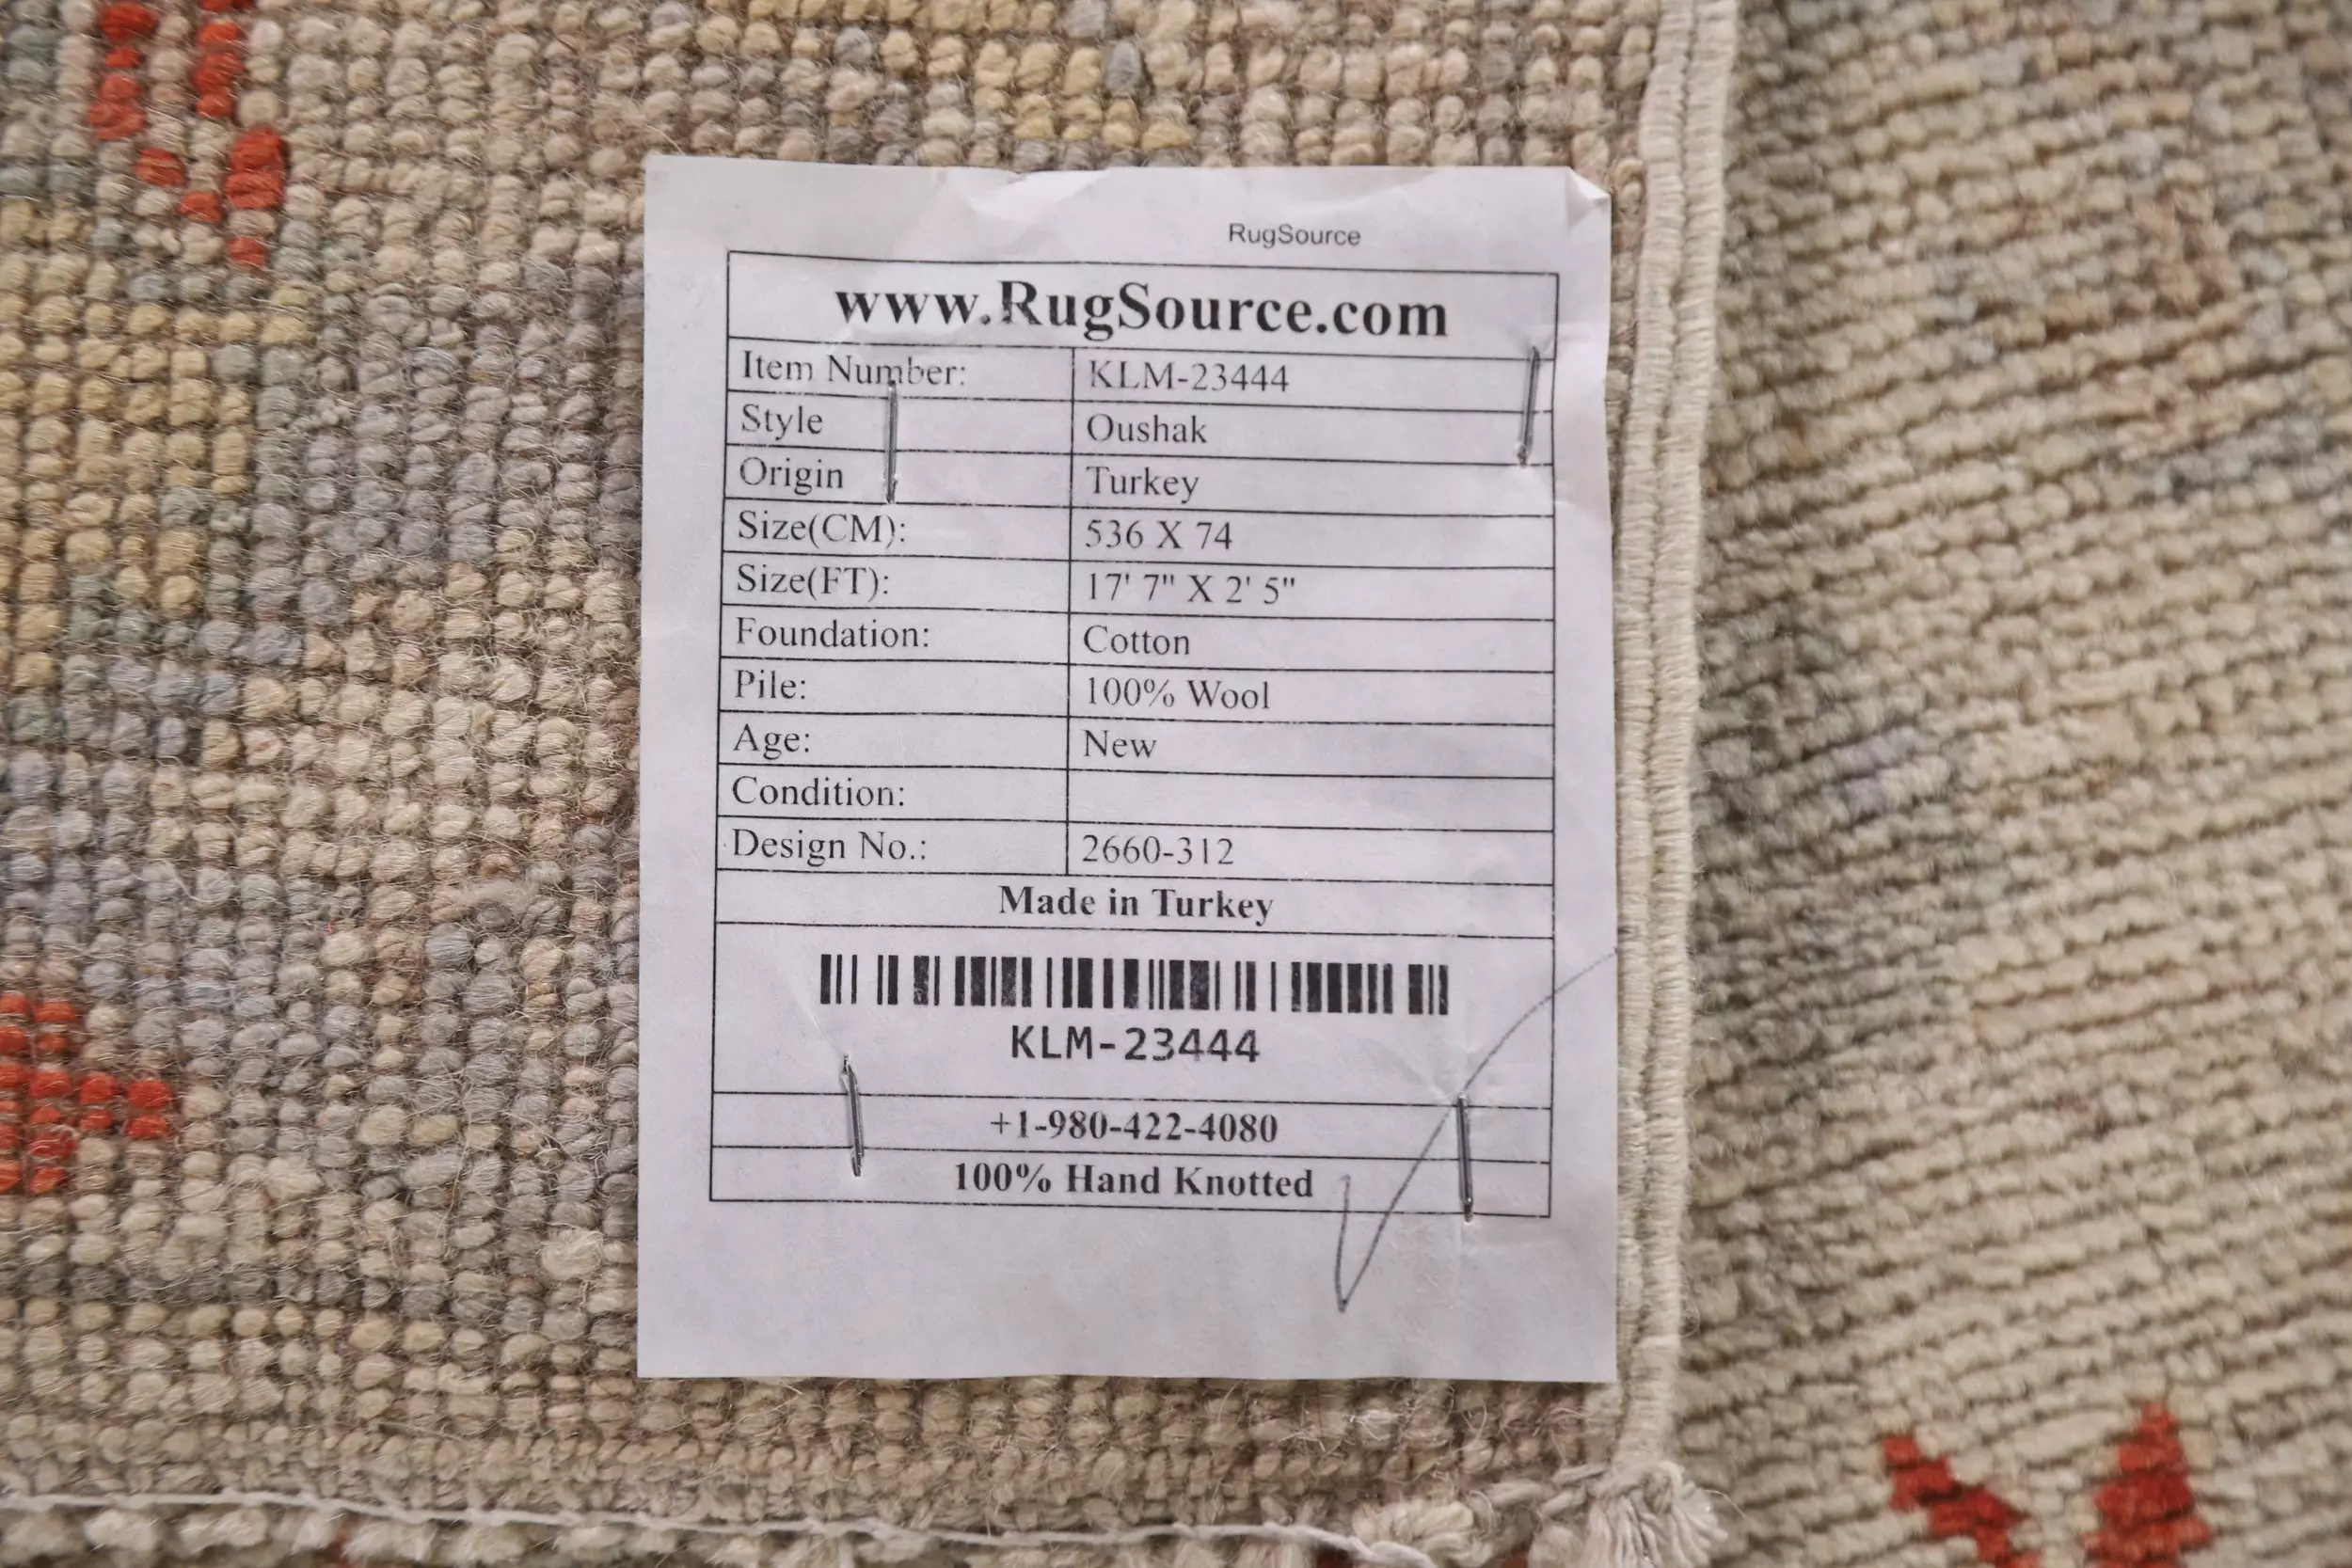 RugSource
www.RugSource.com
Item Number: KLM-23444
Style Oushak
Origin Turkey
Size(CM): 536 X 74
Size(FT): 17' 7" X 2' 5"
Foundation: Cotton
Pile: 100% Wool
Age: New
Condition:
Design No.: 2660-312
Made in Turkey
KLM-23444
+1-980-422-4080
100% Hand Knotted